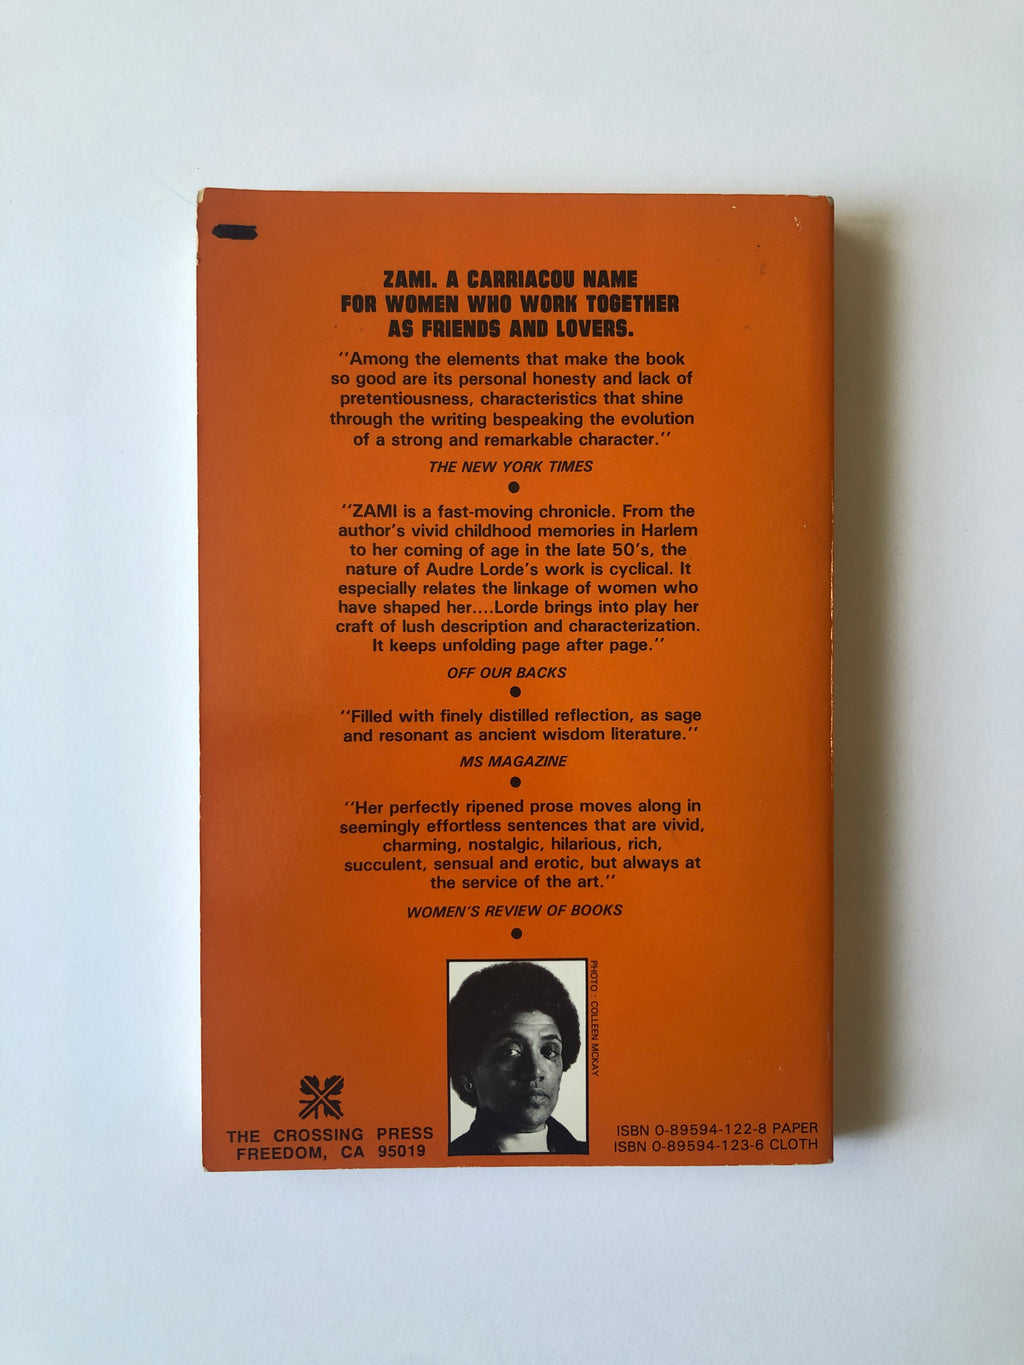 ZAMI. A CARRIACOU NAME
FOR WOMEN WHO WORK TOGETHER
AS FRIENDS AND LOVERS.
''Among the elements that make the book
so good are its personal honesty and lack of
pretentiousness, characteristics that shine
through the writing bespeaking the evolution
of a strong and remarkable character.''
THE NEW YORK TIMES
''ZAMI is a fast-moving chronicle. From the
author's vivid childhood memories in Harlem
to her coming of age in the late 50's, the
nature of Audre Lorde's work is cyclical. It
especially relates the linkage of women who
have shaped her....Lorde brings into play her
craft of lush description and characterization.
It keeps unfolding page after page.''
OFF OUR BACKS
''Filled with finely distilled reflection, as sage
and resonant as ancient wisdom literature.''
MS MAGAZINE
''Her perfectly ripened prose moves along in
seemingly effortless sentences that are vivid,
charming, nostalgic, hilarious, rich,
succulent, sensual and erotic, but always at
the service of the art.''
WOMEN'S REVIEW OF BOOKS
PHOTO : COLLEEN MCKAY
THE CROSSING PRESS
FREEDOM, CA 95019
ISBN 0-89594-122-8 PAPER
ISBN 0-89594-123-6 CLOTH